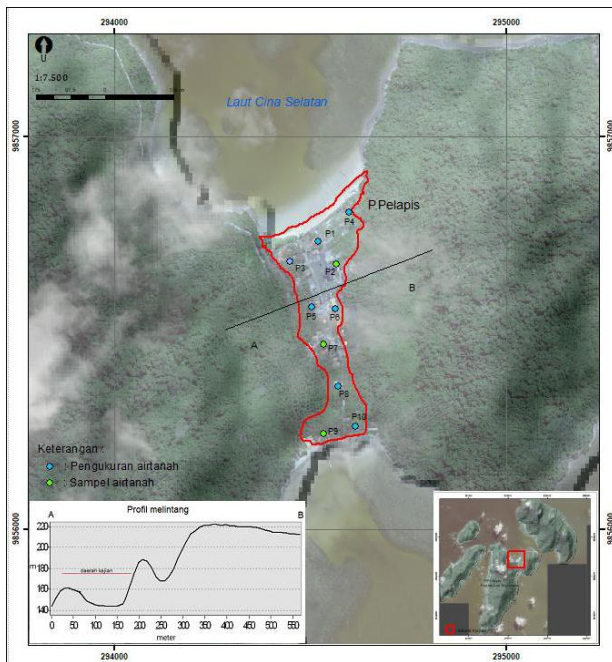 294000 295000
U
1:7.500
Laut Cina Selatan
9857000 9857000
P.Pelapis
P4
P1
P3 P2
B
P5 P6
A
P7
P8
P10
P9
Keterangan :
: Pengukuran airtanah
: Sampel airtanah
Profil melintang
A B
220
200
180
160
140
m
daerah kajian
0 50 100 150 200 250 300 350 400 450 500 550
meter
9856000 9856000
294000 295000